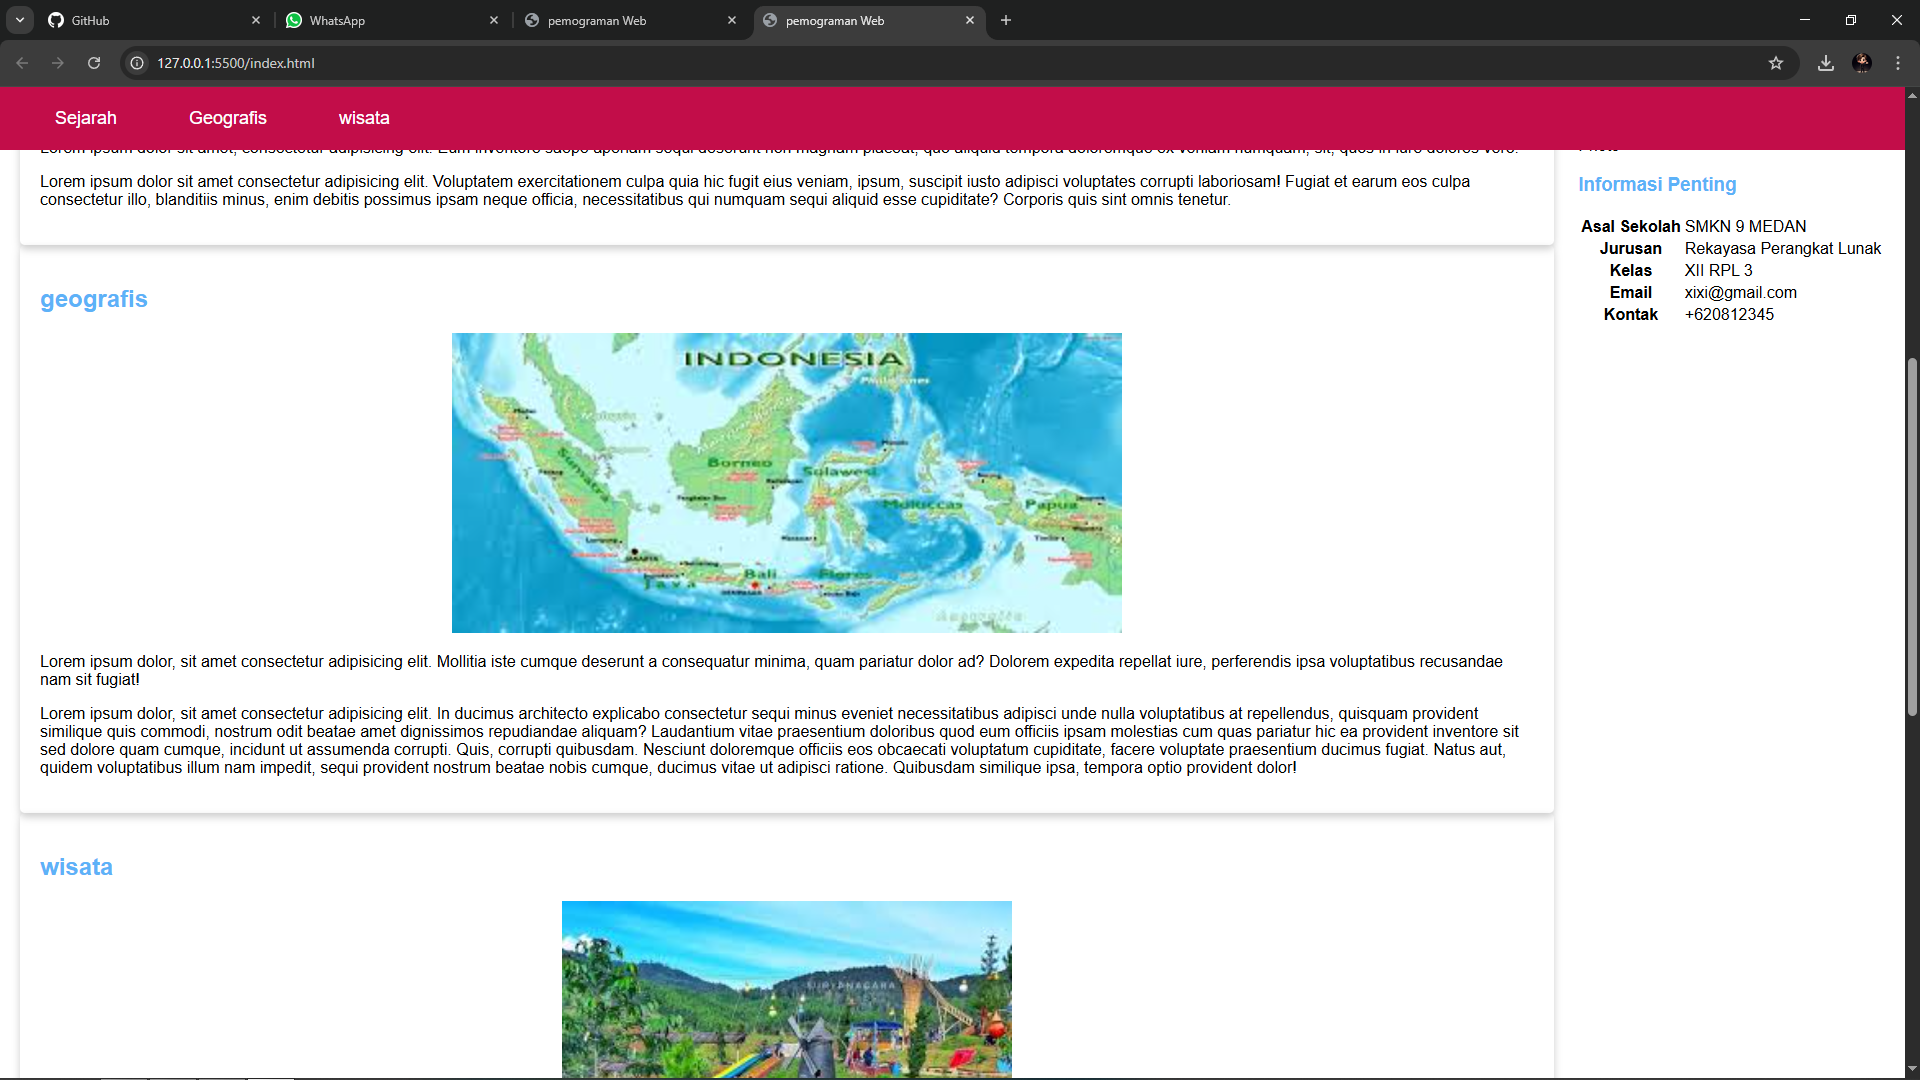 GitHub
WhatsApp
pemograman Web
pemograman Web
127.0.0.1:5500/index.html
Sejarah
Geografis
wisata
Lorem ipsum dolor sit amet consectetur adipisicing elit. Voluptatem exercitationem culpa quia hic fugit eius veniam, ipsum, suscipit iusto adipisci voluptates corrupti laboriosam! Fugiat et earum eos culpa
consectetur illo, blanditiis minus, enim debitis possimus ipsam neque officia, necessitatibus qui numquam sequi aliquid esse cupiditate? Corporis quis sint omnis tenetur.
geografis
INDONESIA
Philippines
Malaysia
Borneo
Sulawesi
Sumatra
Moluccas
Papua
Bali
Flores
Java
Australia
Lorem ipsum dolor, sit amet consectetur adipisicing elit. Mollitia iste cumque deserunt a consequatur minima, quam pariatur dolor ad? Dolorem expedita repellat iure, perferendis ipsa voluptatibus recusandae
nam sit fugiat!
Lorem ipsum dolor, sit amet consectetur adipisicing elit. In ducimus architecto explicabo consectetur sequi minus eveniet necessitatibus adipisci unde nulla voluptatibus at repellendus, quisquam provident
similique quis commodi, nostrum odit beatae amet dignissimos repudiandae aliquam? Laudantium vitae praesentium doloribus quod eum officiis ipsam molestias cum quas pariatur hic ea provident inventore sit
sed dolore quam cumque, incidunt ut assumenda corrupti. Quis, corrupti quibusdam. Nesciunt doloremque officiis eos obcaecati voluptatum cupiditate, facere voluptate praesentium ducimus fugiat. Natus aut,
quidem voluptatibus illum nam impedit, sequi provident nostrum beatae nobis cumque, ducimus vitae ut adipisci ratione. Quibusdam similique ipsa, tempora optio provident dolor!
wisata
SURYANAGARA
Informasi Penting
Asal Sekolah SMKN 9 MEDAN
Jurusan Rekayasa Perangkat Lunak
Kelas XII RPL 3
Email xixi@gmail.com
Kontak +620812345